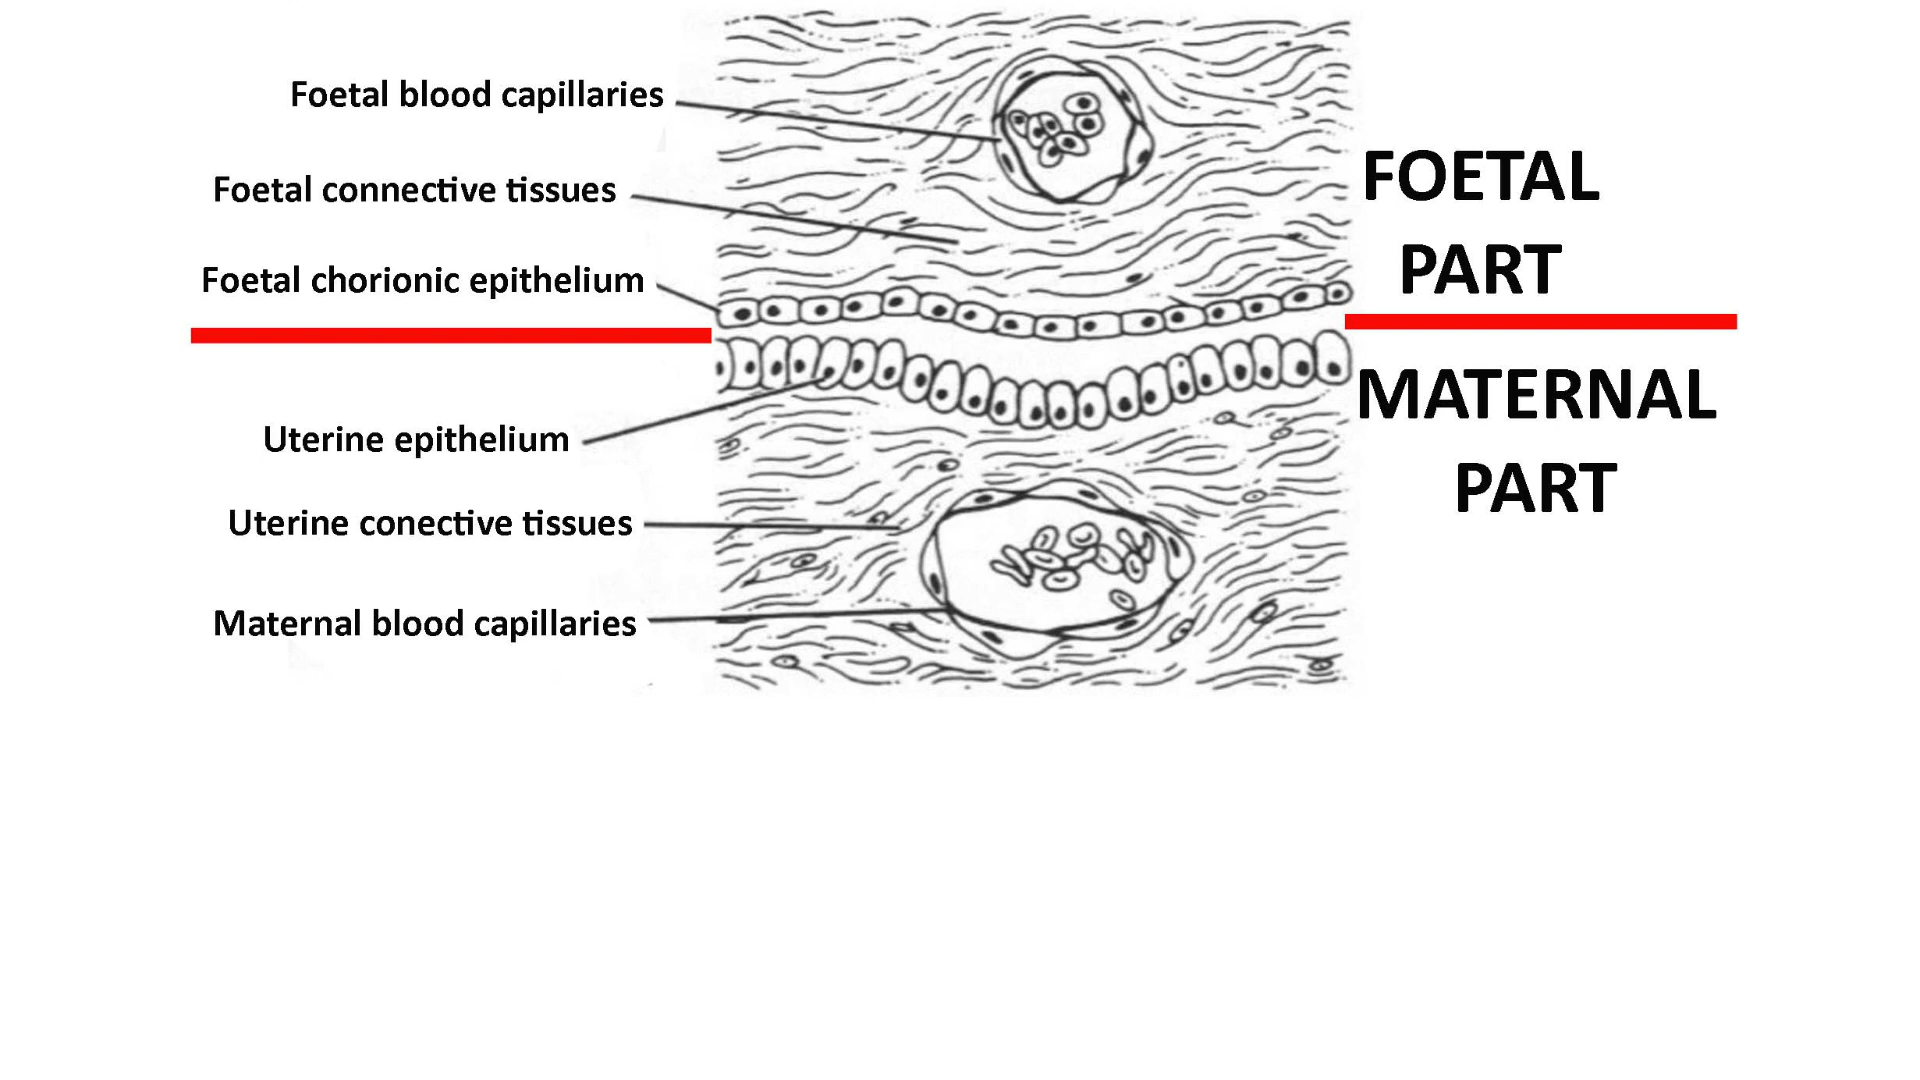 Foetal blood capillaries
Foetal connective tissues
Foetal chorionic epithelium
Uterine epithelium
Uterine conective tissues
Maternal blood capillaries
FOETAL
PART
MATERNAL
PART